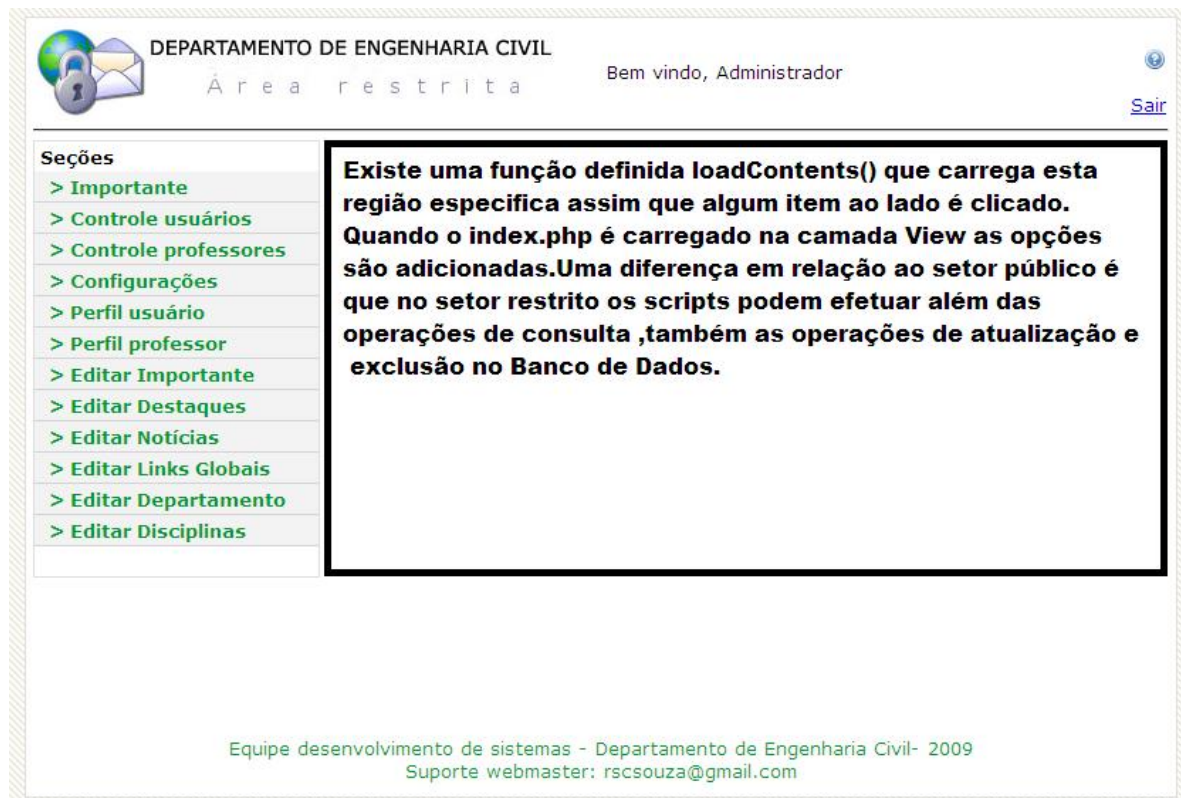 DEPARTAMENTO DE ENGENHARIA CIVIL
Área restrita
Bem vindo, Administrador
Sair
Seções
> Importante
> Controle usuários
> Controle professores
> Configurações
> Perfil usuário
> Perfil professor
> Editar Importante
> Editar Destaques
> Editar Notícias
> Editar Links Globais
> Editar Departamento
> Editar Disciplinas
Existe uma função definida loadContents() que carrega esta
região especifica assim que algum item ao lado é clicado.
Quando o index.php é carregado na camada View as opções
são adicionadas.Uma diferença em relação ao setor público é
que no setor restrito os scripts podem efetuar além das
operações de consulta ,também as operações de atualização e
exclusão no Banco de Dados.
Equipe desenvolvimento de sistemas - Departamento de Engenharia Civil- 2009
Suporte webmaster: rscsouza@gmail.com